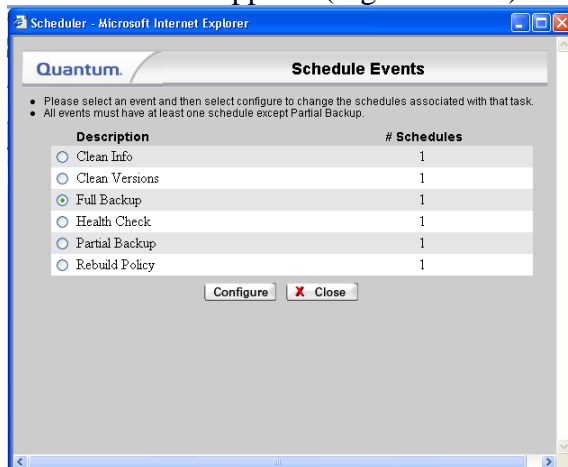 Scheduler - Microsoft Internet Explorer
Quantum.
Schedule Events
Please select an event and then select configure to change the schedules associated with that task.
All events must have at least one schedule except Partial Backup.
Description # Schedules
Clean Info 1
Clean Versions 1
Full Backup 1
Health Check 1
Partial Backup 1
Rebuild Policy 1
Configure X Close